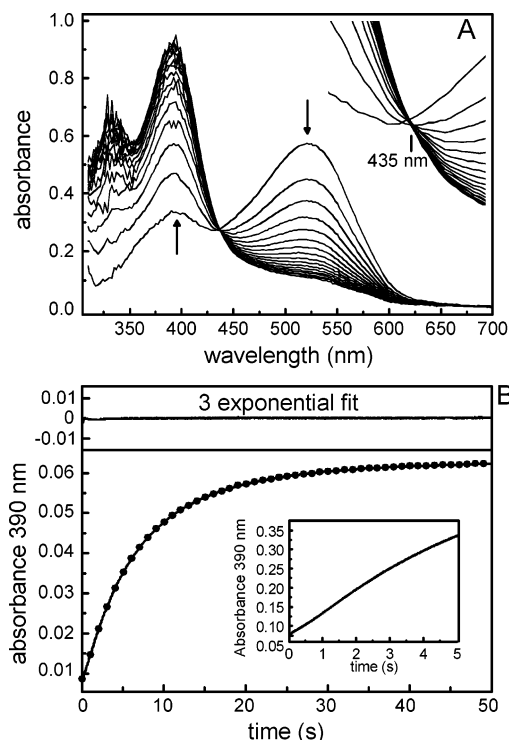 A
1.0
0.8
0.6
0.4
0.2
0.0
absorbance
435 nm
350 400 450 500 550 600 650 700
wavelength (nm)
B
0.01
0
-0.01
3 exponential fit
0.06
0.05
0.04
0.03
0.02
0.01
absorbance 390 nm
0.35
0.30
0.25
0.20
0.15
0.10
0.05
Absorbance 390 nm
0 1 2 3 4 5
time (s)
0 10 20 30 40 50
time (s)